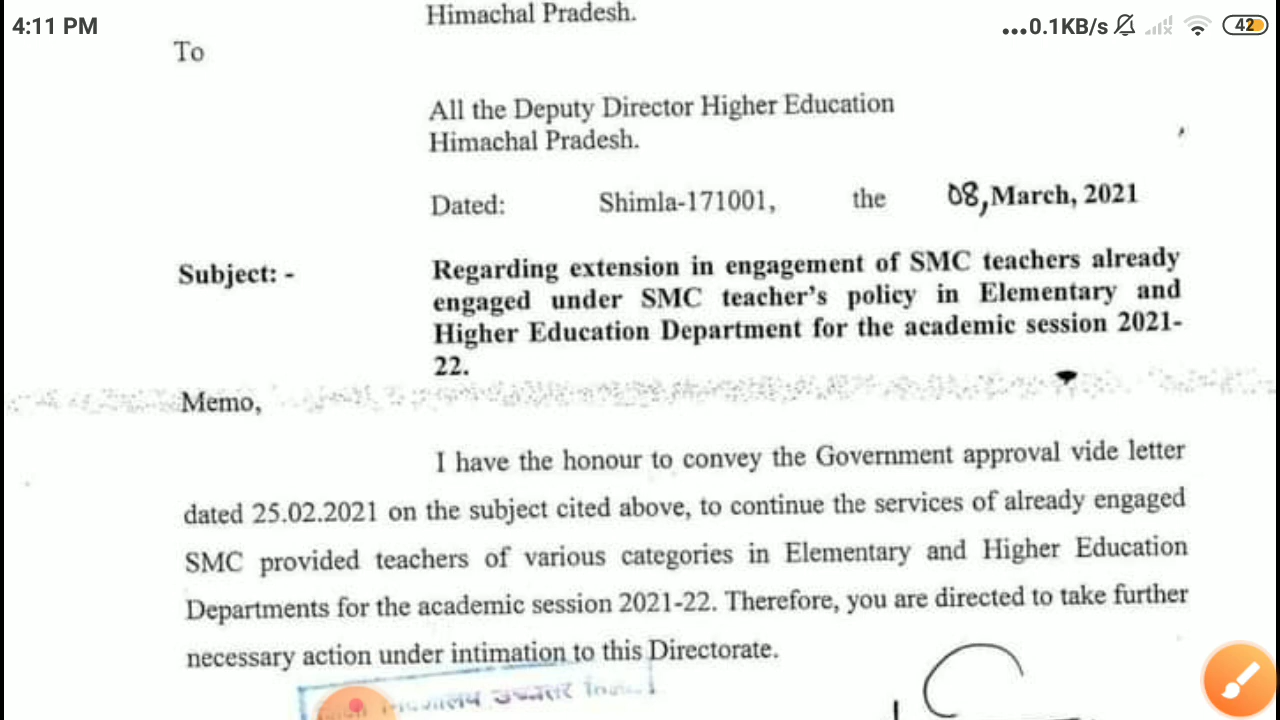 Himachal Pradesh.
4:11 PM
...0.1KB/s
42
To
All the Deputy Director Higher Education
Himachal Pradesh.
Dated: Shimla-171001, the 08, March, 2021
Subject: - Regarding extension in engagement of SMC teachers already
engaged under SMC teacher's policy in Elementary and
Higher Education Department for the academic session 2021-
22.
Memo,
I have the honour to convey the Government approval vide letter
dated 25.02.2021 on the subject cited above, to continue the services of already engaged
SMC provided teachers of various categories in Elementary and Higher Education
Departments for the academic session 2021-22. Therefore, you are directed to take further
necessary action under intimation to this Directorate.
उच्चतर